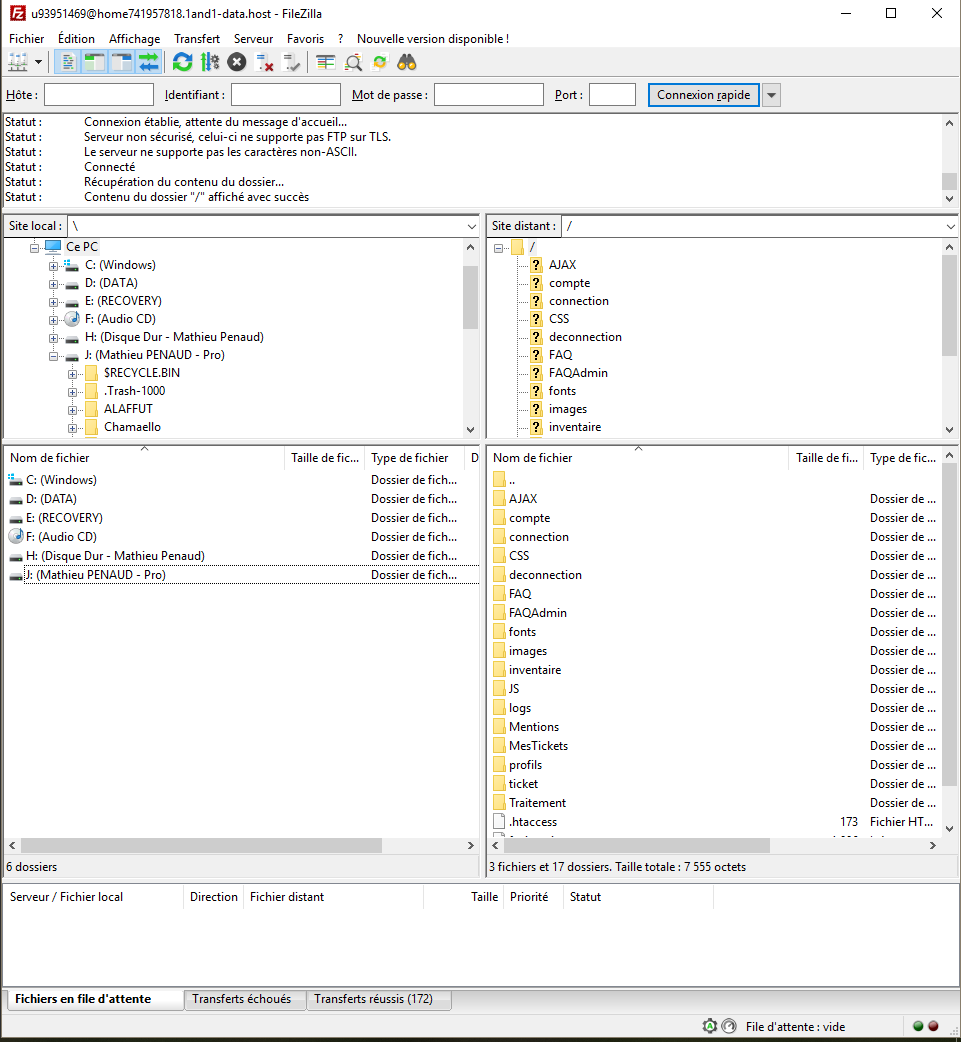 u93951469@home741957818.1and1-data.host - FileZilla
Fichier Édition Affichage Transfert Serveur Favoris ? Nouvelle version disponible !
Hôte : Identifiant : Mot de passe : Port : Connexion rapide
Statut : Connexion établie, attente du message d'accueil...
Statut : Serveur non sécurisé, celui-ci ne supporte pas FTP sur TLS.
Statut : Le serveur ne supporte pas les caractères non-ASCII.
Statut : Connecté
Statut : Récupération du contenu du dossier...
Statut : Contenu du dossier "/" affiché avec succès
Site local : \
Ce PC
C: (Windows)
D: (DATA)
E: (RECOVERY)
F: (Audio CD)
H: (Disque Dur - Mathieu Penaud)
J: (Mathieu PENAUD - Pro)
$RECYCLE.BIN
.Trash-1000
ALAFFUT
Chamaello
Site distant : /
/
AJAX
compte
connection
CSS
deconnection
FAQ
FAQAdmin
fonts
images
inventaire
Nom de fichier Taille de fic... Type de fichier D
C: (Windows) Dossier de fich...
D: (DATA) Dossier de fich...
E: (RECOVERY) Dossier de fich...
F: (Audio CD) Dossier de fich...
H: (Disque Dur - Mathieu Penaud) Dossier de fich...
J: (Mathieu PENAUD - Pro) Dossier de fich...
6 dossiers
Nom de fichier Taille de fi... Type de fic...
..
AJAX Dossier de ...
compte Dossier de ...
connection Dossier de ...
CSS Dossier de ...
deconnection Dossier de ...
FAQ Dossier de ...
FAQAdmin Dossier de ...
fonts Dossier de ...
images Dossier de ...
inventaire Dossier de ...
JS Dossier de ...
logs Dossier de ...
Mentions Dossier de ...
MesTickets Dossier de ...
profils Dossier de ...
ticket Dossier de ...
Traitement Dossier de ...
.htaccess 173 Fichier HT...
3 fichiers et 17 dossiers. Taille totale : 7 555 octets
Serveur / Fichier local Direction Fichier distant Taille Priorité Statut
Fichiers en file d'attente Transferts échoués Transferts réussis (172)
File d'attente : vide